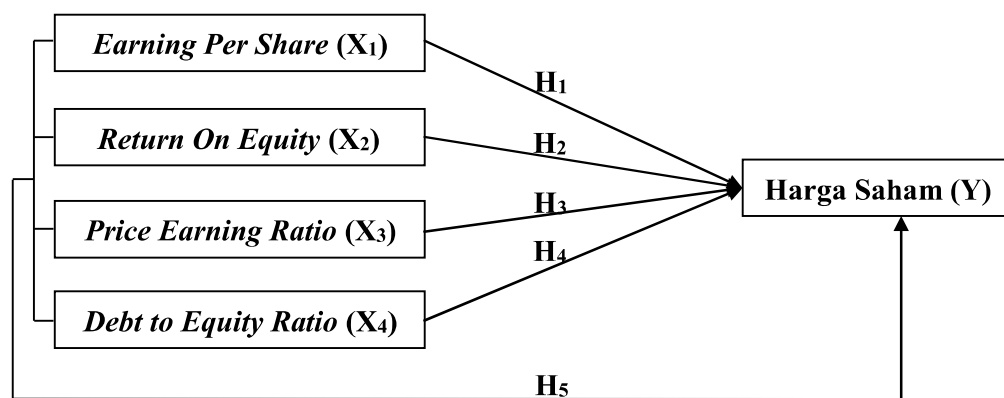 Earning Per Share (X₁)
H₁
Return On Equity (X₂)
H₂
Harga Saham (Y)
Price Earning Ratio (X₃)
H₃
Debt to Equity Ratio (X₄)
H₄
H₅